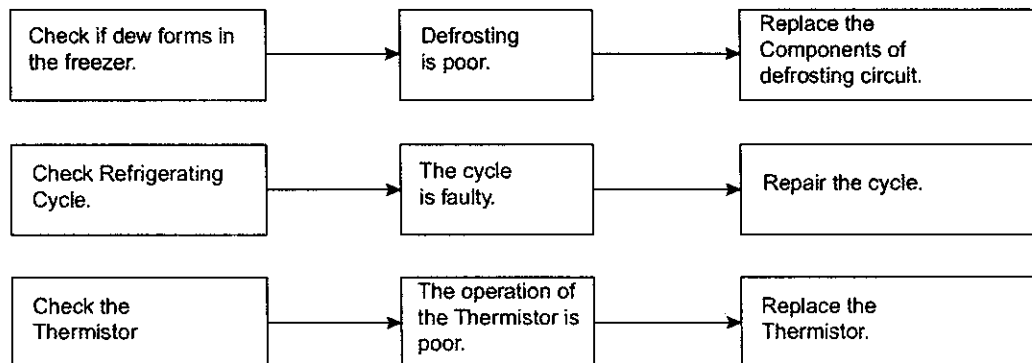 Check if dew forms in
the freezer.
Defrosting
is poor.
Replace the
Components of
defrosting circuit.
Check Refrigerating
Cycle.
The cycle
is faulty.
Repair the cycle.
Check the
Thermistor
The operation of
the Thermistor is
poor.
Replace the
Thermistor.